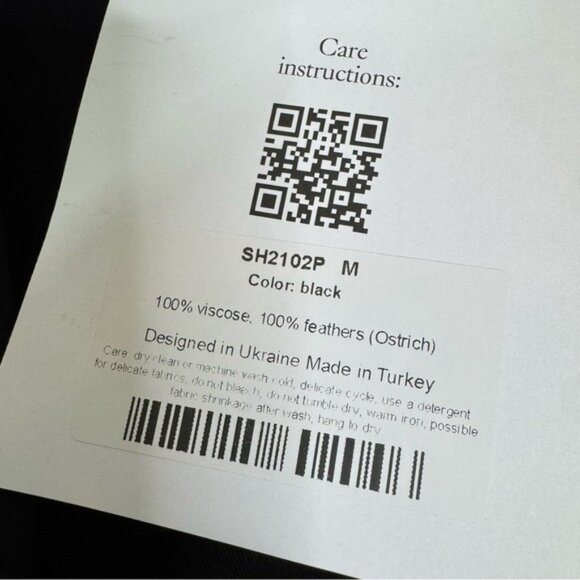 Care
instructions:
SH2102P M
Color: black
100% viscose, 100% feathers (Ostrich)
Designed in Ukraine Made in Turkey
Care: dry clean or machine wash cold, delicate cycle, use a detergent
for delicate fabrics, do not bleach, do not tumble dry, warm iron, possible
fabric shrinkage after wash, hang to dry